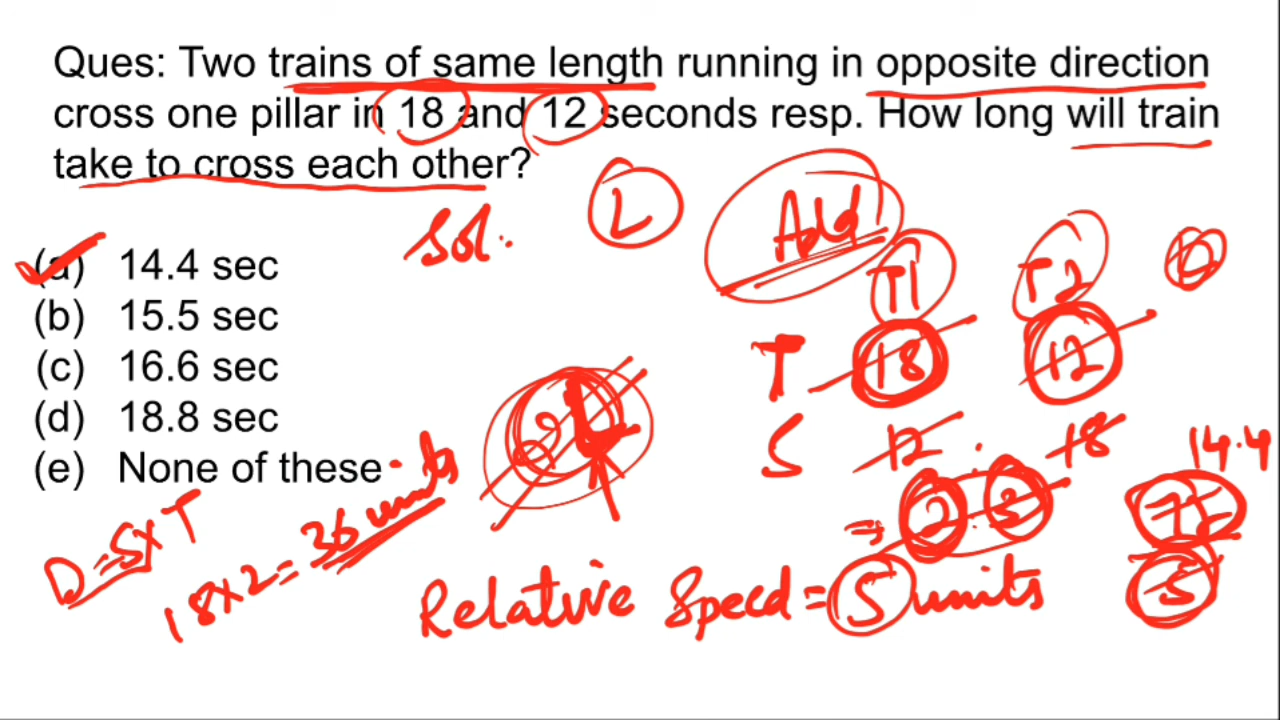 Ques: Two trains of same length running in opposite direction
cross one pillar in 18 and 12 seconds resp. How long will train
take to cross each other?
Sol.
L
Add
T1 T2
(a) 14.4 sec
(b) 15.5 sec
(c) 16.6 sec
(d) 18.8 sec
(e) None of these
T 18 12
S 12 : 18
14.4
⇒ 2 : 3
72
5
D=S×T
18×2=36 units
Relative Speed = 5 units